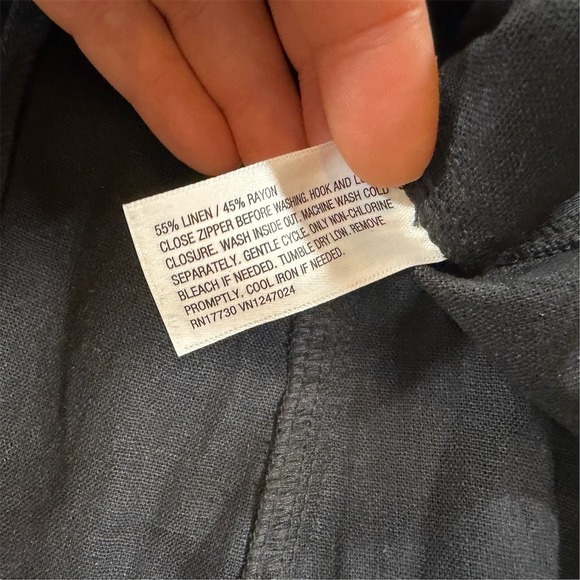 55% LINEN / 45% RAYON
CLOSE ZIPPER BEFORE WASHING. HOOK AND
CLOSURE. WASH INSIDE OUT. MACHINE WASH COLD
SEPARATELY. GENTLE CYCLE. ONLY NON-CHLORINE
BLEACH IF NEEDED. TUMBLE DRY LOW. REMOVE
PROMPTLY. COOL IRON IF NEEDED.
RN17730 VN1247024